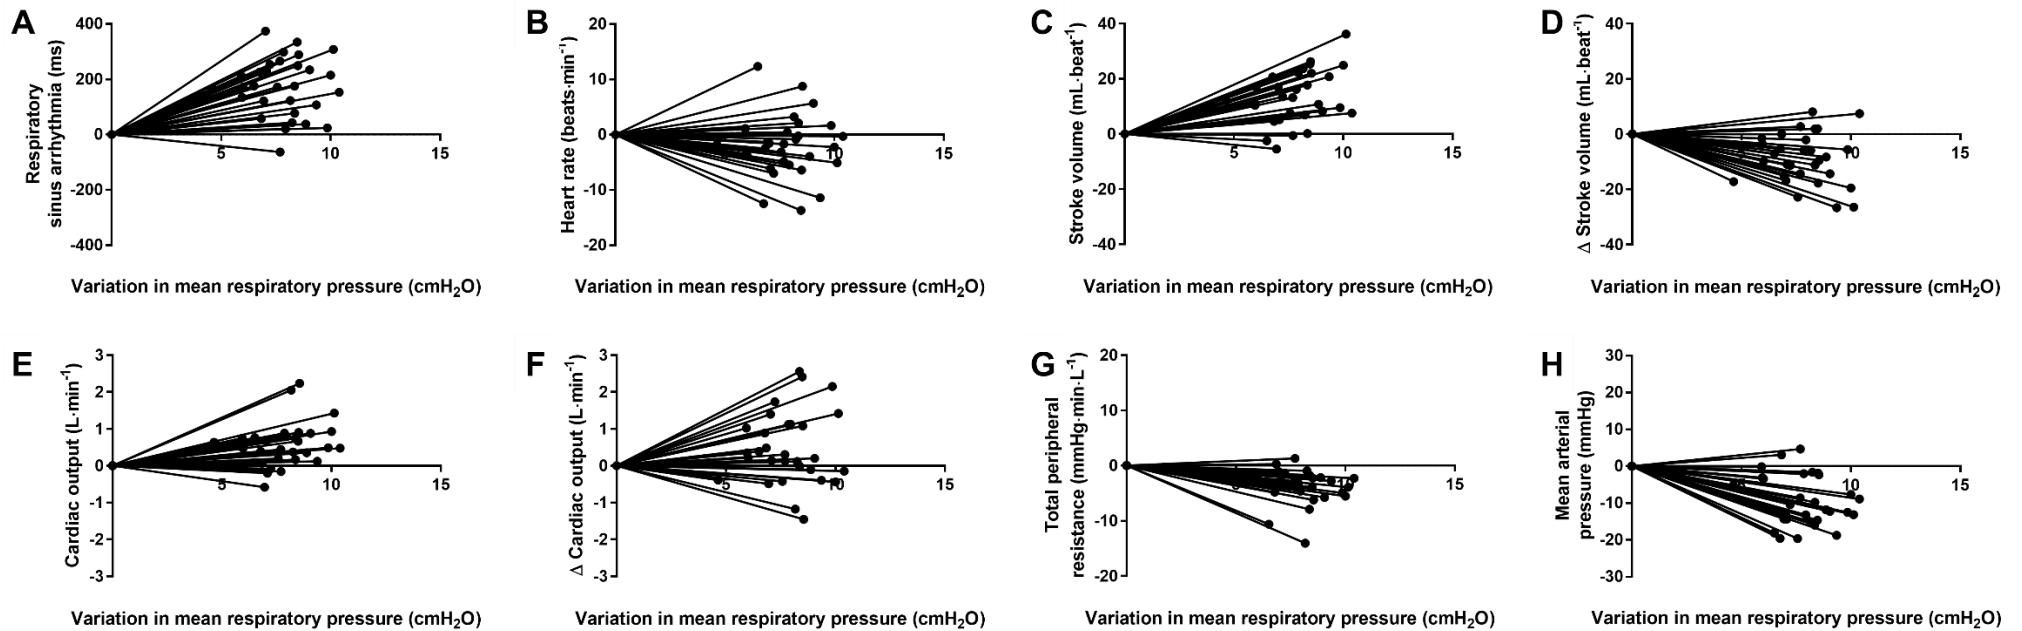 A
Respiratory
sinus arrhythmia (ms)
400
200
0
-200
-400
5
10
15
Variation in mean respiratory pressure (cmH₂O)
B
Heart rate (beats·min⁻¹)
20
10
0
-10
-20
10
15
Variation in mean respiratory pressure (cmH₂O)
C
Stroke volume (mL·beat⁻¹)
40
20
0
-20
-40
5
10
15
Variation in mean respiratory pressure (cmH₂O)
D
Δ Stroke volume (mL·beat⁻¹)
40
20
0
-20
-40
10
15
Variation in mean respiratory pressure (cmH₂O)
E
Cardiac output (L·min⁻¹)
3
2
1
0
-1
-2
-3
5
10
15
Variation in mean respiratory pressure (cmH₂O)
F
Δ Cardiac output (L·min⁻¹)
3
2
1
0
-1
-2
-3
5
10
15
Variation in mean respiratory pressure (cmH₂O)
G
Total peripheral
resistance (mmHg·min·L⁻¹)
20
10
0
-10
-20
15
Variation in mean respiratory pressure (cmH₂O)
H
Mean arterial
pressure (mmHg)
30
20
10
0
-10
-20
-30
10
15
Variation in mean respiratory pressure (cmH₂O)